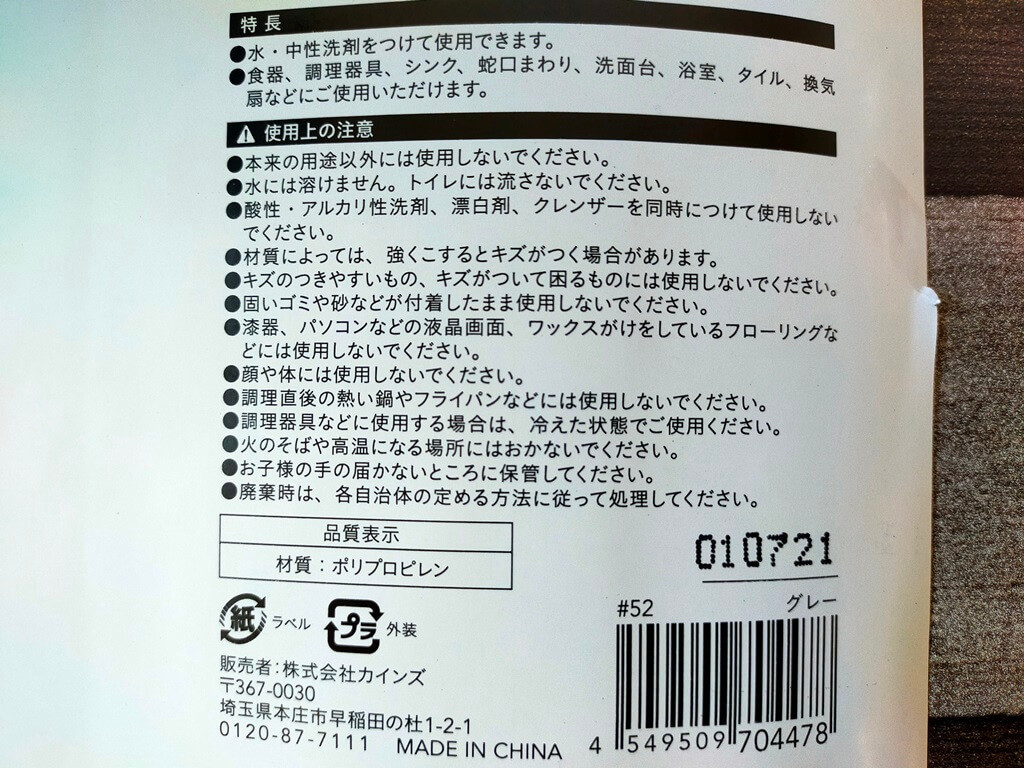 特長
●水・中性洗剤をつけて使用できます。
●食器、調理器具、シンク、蛇口まわり、洗面台、浴室、タイル、換気
扇などにご使用いただけます。
使用上の注意
●本来の用途以外には使用しないでください。
●水には溶けません。トイレには流さないでください。
●酸性・アルカリ性洗剤、漂白剤、クレンザーを同時につけて使用しない
でください。
●材質によっては、強くこするとキズがつく場合があります。
●キズのつきやすいもの、キズがついて困るものには使用しないでください。
●固いゴミや砂などが付着したまま使用しないでください。
●漆器、パソコンなどの液晶画面、ワックスがけをしているフローリングな
どには使用しないでください。
●顔や体には使用しないでください。
●調理直後の熱い鍋やフライパンなどには使用しないでください。
●調理器具などに使用する場合は、冷えた状態でご使用ください。
●火のそばや高温になる場所にはおかないでください。
●お子様の手の届かないところに保管してください。
●廃棄時は、各自治体の定める方法に従って処理してください。
品質表示
材質：ポリプロピレン
010721
#52 グレー
紙 ラベル プラ 外装
販売者：株式会社カインズ
〒367-0030
埼玉県本庄市早稲田の杜1-2-1
0120-87-7111 MADE IN CHINA
4 549509 704478